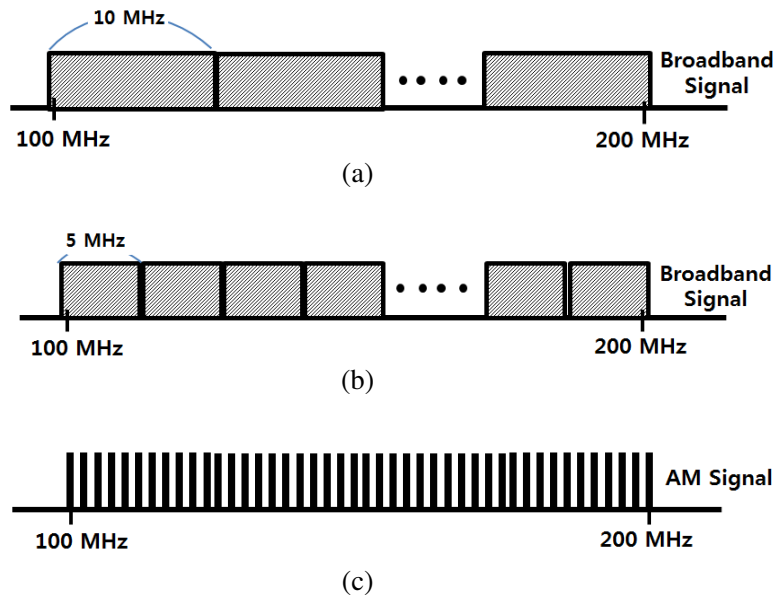 10 MHz
Broadband
Signal
100 MHz
200 MHz
(a)
5 MHz
Broadband
Signal
100 MHz
200 MHz
(b)
AM Signal
100 MHz
200 MHz
(c)